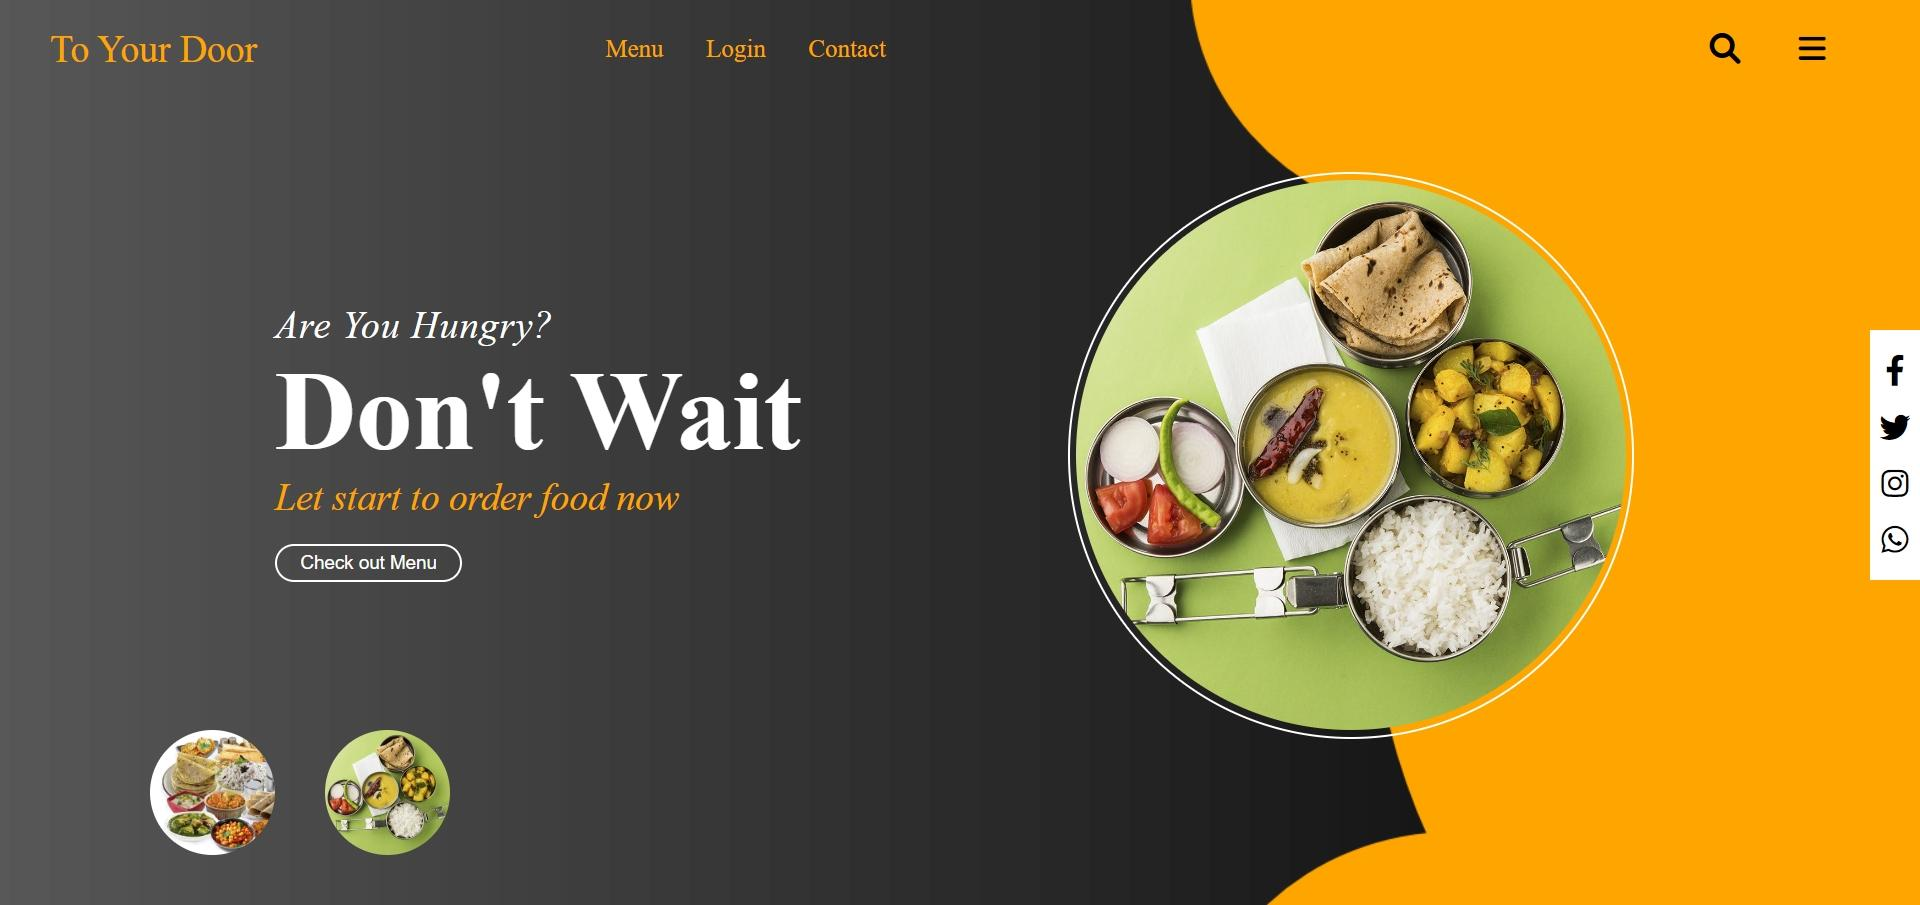 To Your Door
Menu
Login
Contact
Are You Hungry?
Don't Wait
Let start to order food now
Check out Menu